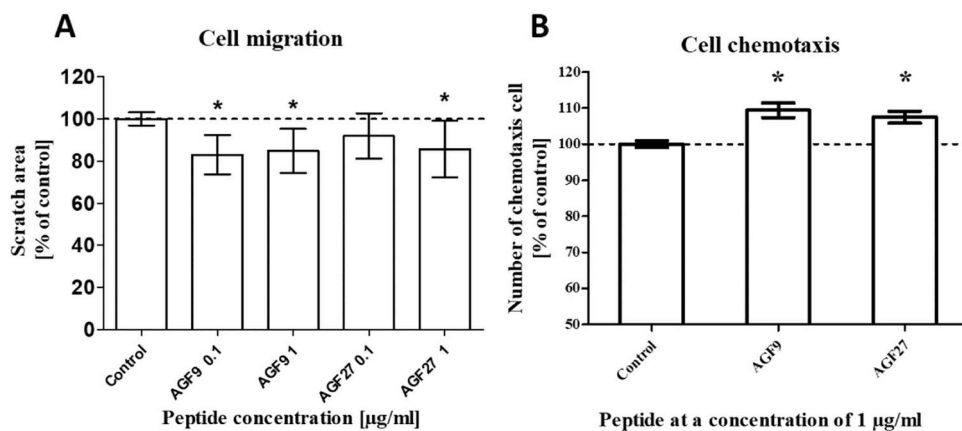 A
Cell migration
Scratch area
[% of control]
120
100
80
60
40
20
0
* * *
Control
AGF9 0.1
AGF9 1
AGF27 0.1
AGF27 1
Peptide concentration [µg/ml]
B
Cell chemotaxis
Number of chemotaxis cell
[% of control]
120
110
100
90
80
70
60
50
* *
Control
AGF9
AGF27
Peptide at a concentration of 1 µg/ml